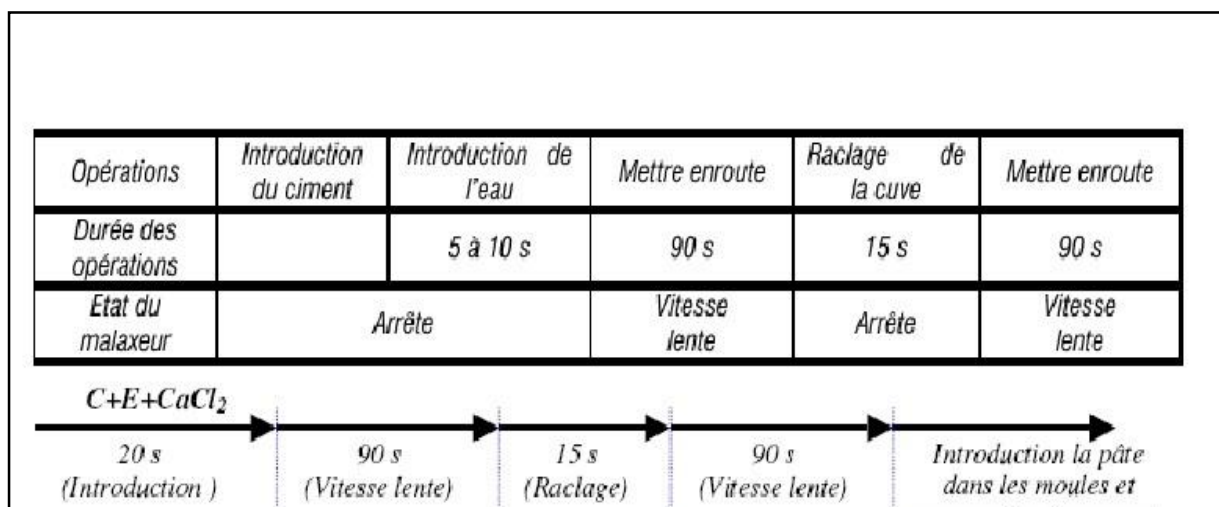 Opérations
Introduction
du ciment
Introduction de
l'eau
Mettre enroute
Raclage de
la cuve
Mettre enroute
Durée des
opérations
5 à 10 s
90 s
15 s
90 s
Etat du
malaxeur
Arrête
Vitesse
lente
Arrête
Vitesse
lente
C+E+CaCl₂
20 s
(Introduction )
90 s
(Vitesse lente)
15 s
(Raclage)
90 s
(Vitesse lente)
Introduction la pâte
dans les moules et